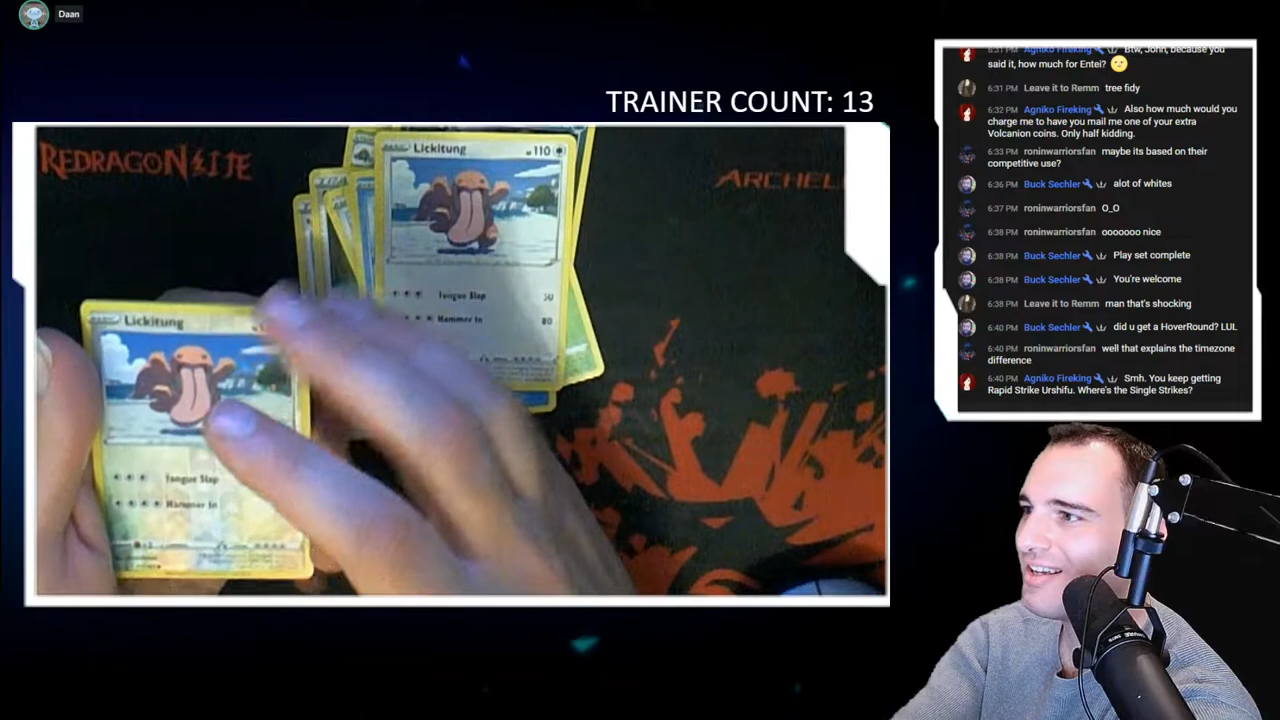 Daan
TRAINER COUNT: 13
REDRAGON
ARCHEL
Lickitung
110
Tongue Slap 50
Hammer In 80
Lickitung
Tongue Slap
Hammer In
6:31 PM Agniko Fireking Btw, John, because you
said it, how much for Entei?
6:31 PM Leave it to Remm tree fidy
6:32 PM Agniko Fireking Also how much would you
charge me to have you mail me one of your extra
Volcanion coins. Only half kidding.
6:33 PM roninwarriorsfan maybe its based on their
competitive use?
6:36 PM Buck Sechler alot of whites
6:37 PM roninwarriorsfan O_O
6:38 PM roninwarriorsfan ooooooo nice
6:38 PM Buck Sechler Play set complete
6:38 PM Buck Sechler You're welcome
6:38 PM Leave it to Remm man that's shocking
6:40 PM Buck Sechler did u get a HoverRound? LUL
6:40 PM roninwarriorsfan well that explains the timezone
difference
6:40 PM Agniko Fireking Smh. You keep getting
Rapid Strike Urshifu. Where's the Single Strikes?